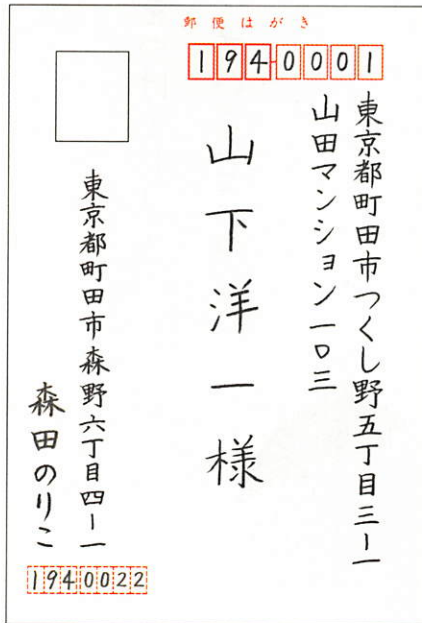 郵便はがき
194-0001
東京都町田市つくし野五丁目三ー一
山田マンション一〇三
山下洋一様
東京都町田市森野六丁目四ー一
森田のりこ
1940022